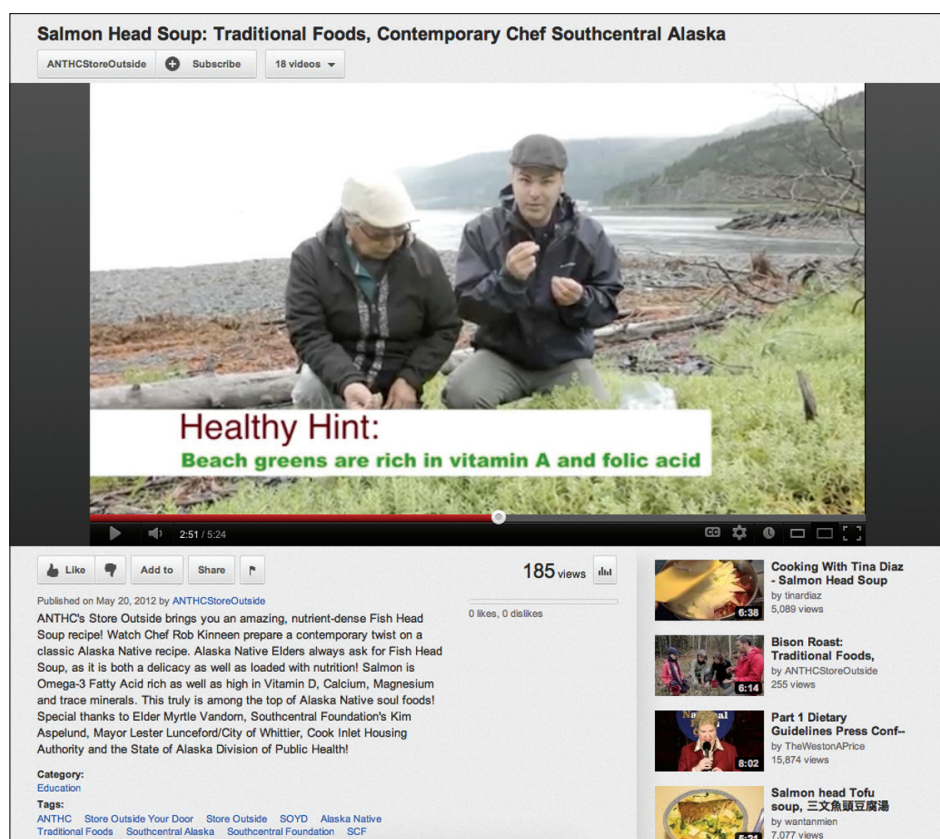 Salmon Head Soup: Traditional Foods, Contemporary Chef Southcentral Alaska
ANTHCStoreOutside Subscribe 18 videos
Healthy Hint:
Beach greens are rich in vitamin A and folic acid
2:51 / 5:24
CC
Like Add to Share
185 views
Published on May 20, 2012 by ANTHCStoreOutside
0 likes, 0 dislikes
ANTHC's Store Outside brings you an amazing, nutrient-dense Fish Head
Soup recipe! Watch Chef Rob Kinneen prepare a contemporary twist on a
classic Alaska Native recipe. Alaska Native Elders always ask for Fish Head
Soup, as it is both a delicacy as well as loaded with nutrition! Salmon is
Omega-3 Fatty Acid rich as well as high in Vitamin D, Calcium, Magnesium
and trace minerals. This truly is among the top of Alaska Native soul foods!
Special thanks to Elder Myrtle Vandorn, Southcentral Foundation's Kim
Aspelund, Mayor Lester Lunceford/City of Whittier, Cook Inlet Housing
Authority and the State of Alaska Division of Public Health!
Category:
Education
Tags:
ANTHC Store Outside Your Door Store Outside SOYD Alaska Native
Traditional Foods Southcentral Alaska Southcentral Foundation SCF
Cooking With Tina Diaz
- Salmon Head Soup
by tinardiaz
5,089 views
6:38
Bison Roast:
Traditional Foods,
by ANTHCStoreOutside
255 views
6:14
Part 1 Dietary
Guidelines Press Conf--
by TheWestonAPrice
15,874 views
8:02
Salmon head Tofu
soup, 三文魚頭豆腐湯
by wantanmien
7,077 views
5:21